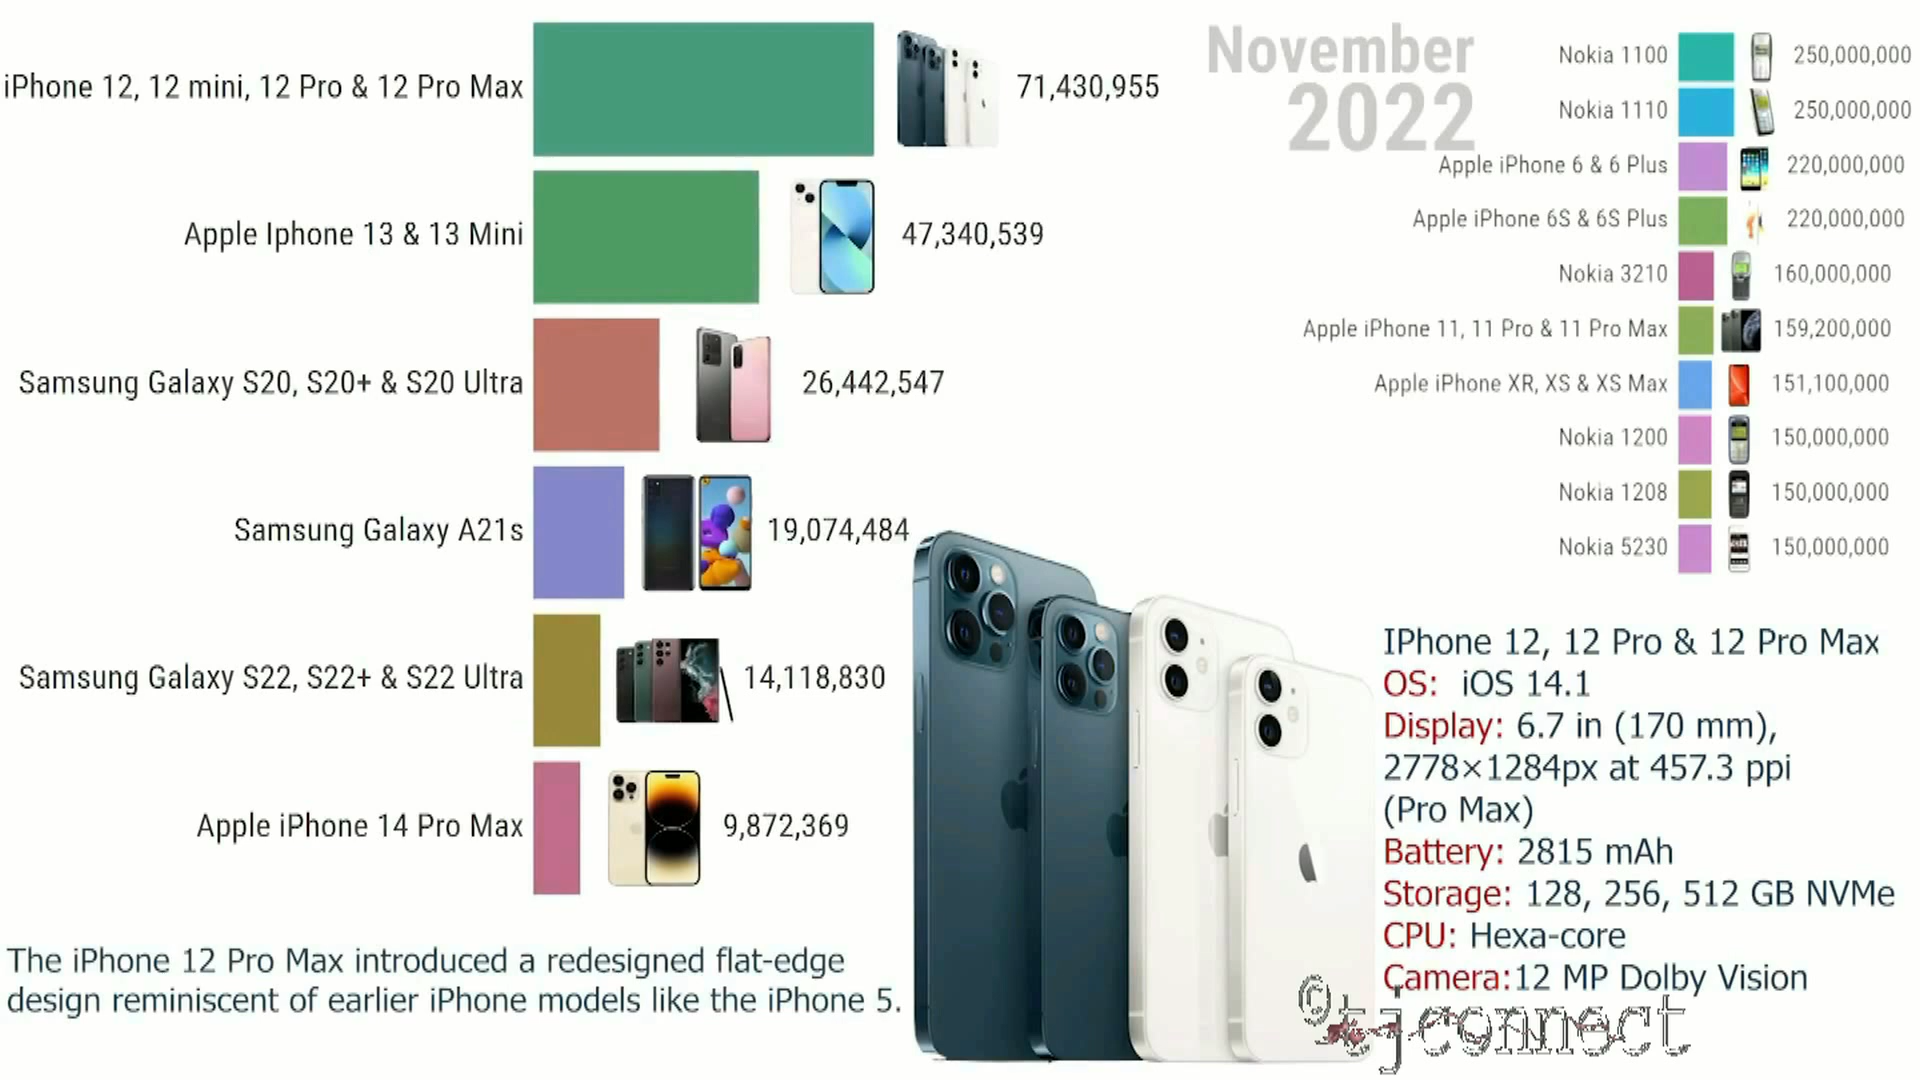 iPhone 12, 12 mini, 12 Pro & 12 Pro Max 71,430,955
Apple Iphone 13 & 13 Mini 47,340,539
Samsung Galaxy S20, S20+ & S20 Ultra 26,442,547
Samsung Galaxy A21s 19,074,484
Samsung Galaxy S22, S22+ & S22 Ultra 14,118,830
Apple iPhone 14 Pro Max 9,872,369
The iPhone 12 Pro Max introduced a redesigned flat-edge
design reminiscent of earlier iPhone models like the iPhone 5.
November
2022
Nokia 1100 250,000,000
Nokia 1110 250,000,000
Apple iPhone 6 & 6 Plus 220,000,000
Apple iPhone 6S & 6S Plus 220,000,000
Nokia 3210 160,000,000
Apple iPhone 11, 11 Pro & 11 Pro Max 159,200,000
Apple iPhone XR, XS & XS Max 151,100,000
Nokia 1200 150,000,000
Nokia 1208 150,000,000
Nokia 5230 150,000,000
IPhone 12, 12 Pro & 12 Pro Max
OS: iOS 14.1
Display: 6.7 in (170 mm),
2778×1284px at 457.3 ppi
(Pro Max)
Battery: 2815 mAh
Storage: 128, 256, 512 GB NVMe
CPU: Hexa-core
Camera:12 MP Dolby Vision
©tjconnect